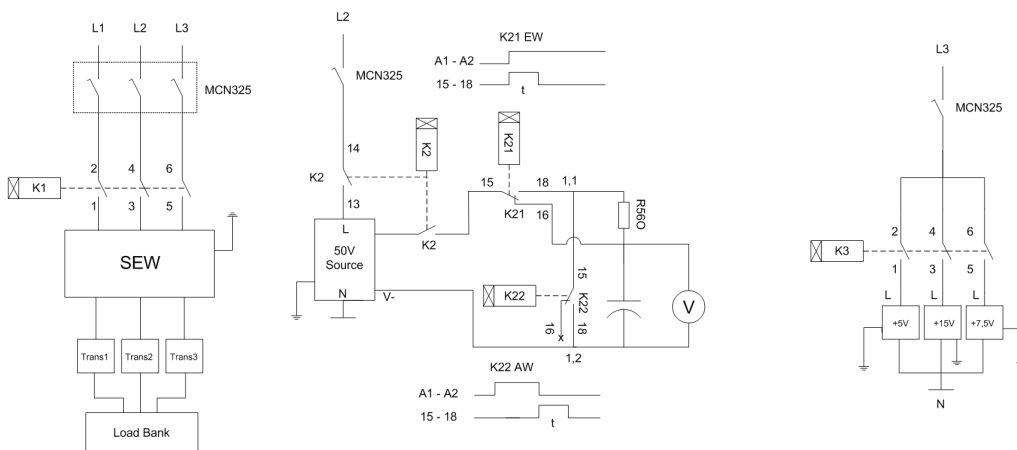 L1 L2 L3
MCN325
2 4 6
K1
1 3 5
SEW
Trans1 Trans2 Trans3
Load Bank
L2
MCN325
14
K2
13
L
50V
Source
N
V-
K2
K2
K21 EW
A1 - A2
15 - 18
t
K21
15 18 1,1
K21 16
R56O
15
K22
K22
16
x
18
1,2
V
K22 AW
A1 - A2
15 - 18
t
L3
MCN325
2 4 6
K3
1 3 5
L L L
+5V +15V +7,5V
N